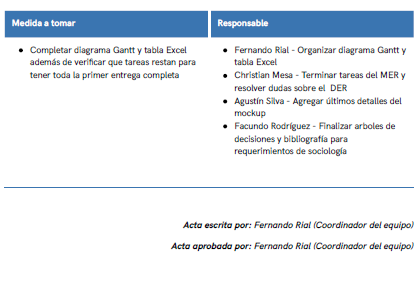 Medida a tomar
Responsable
● Completar diagrama Gantt y tabla Excel
además de verificar que tareas restan para
tener toda la primer entrega completa
● Fernando Rial - Organizar diagrama Gantt y
tabla Excel
● Christian Mesa - Terminar tareas del MER y
resolver dudas sobre el DER
● Agustín Silva - Agregar últimos detalles del
mockup
● Facundo Rodríguez - Finalizar arboles de
decisiones y bibliografía para
requerimientos de sociología
Acta escrita por: Fernando Rial (Coordinador del equipo)
Acta aprobada por: Fernando Rial (Coordinador del equipo)